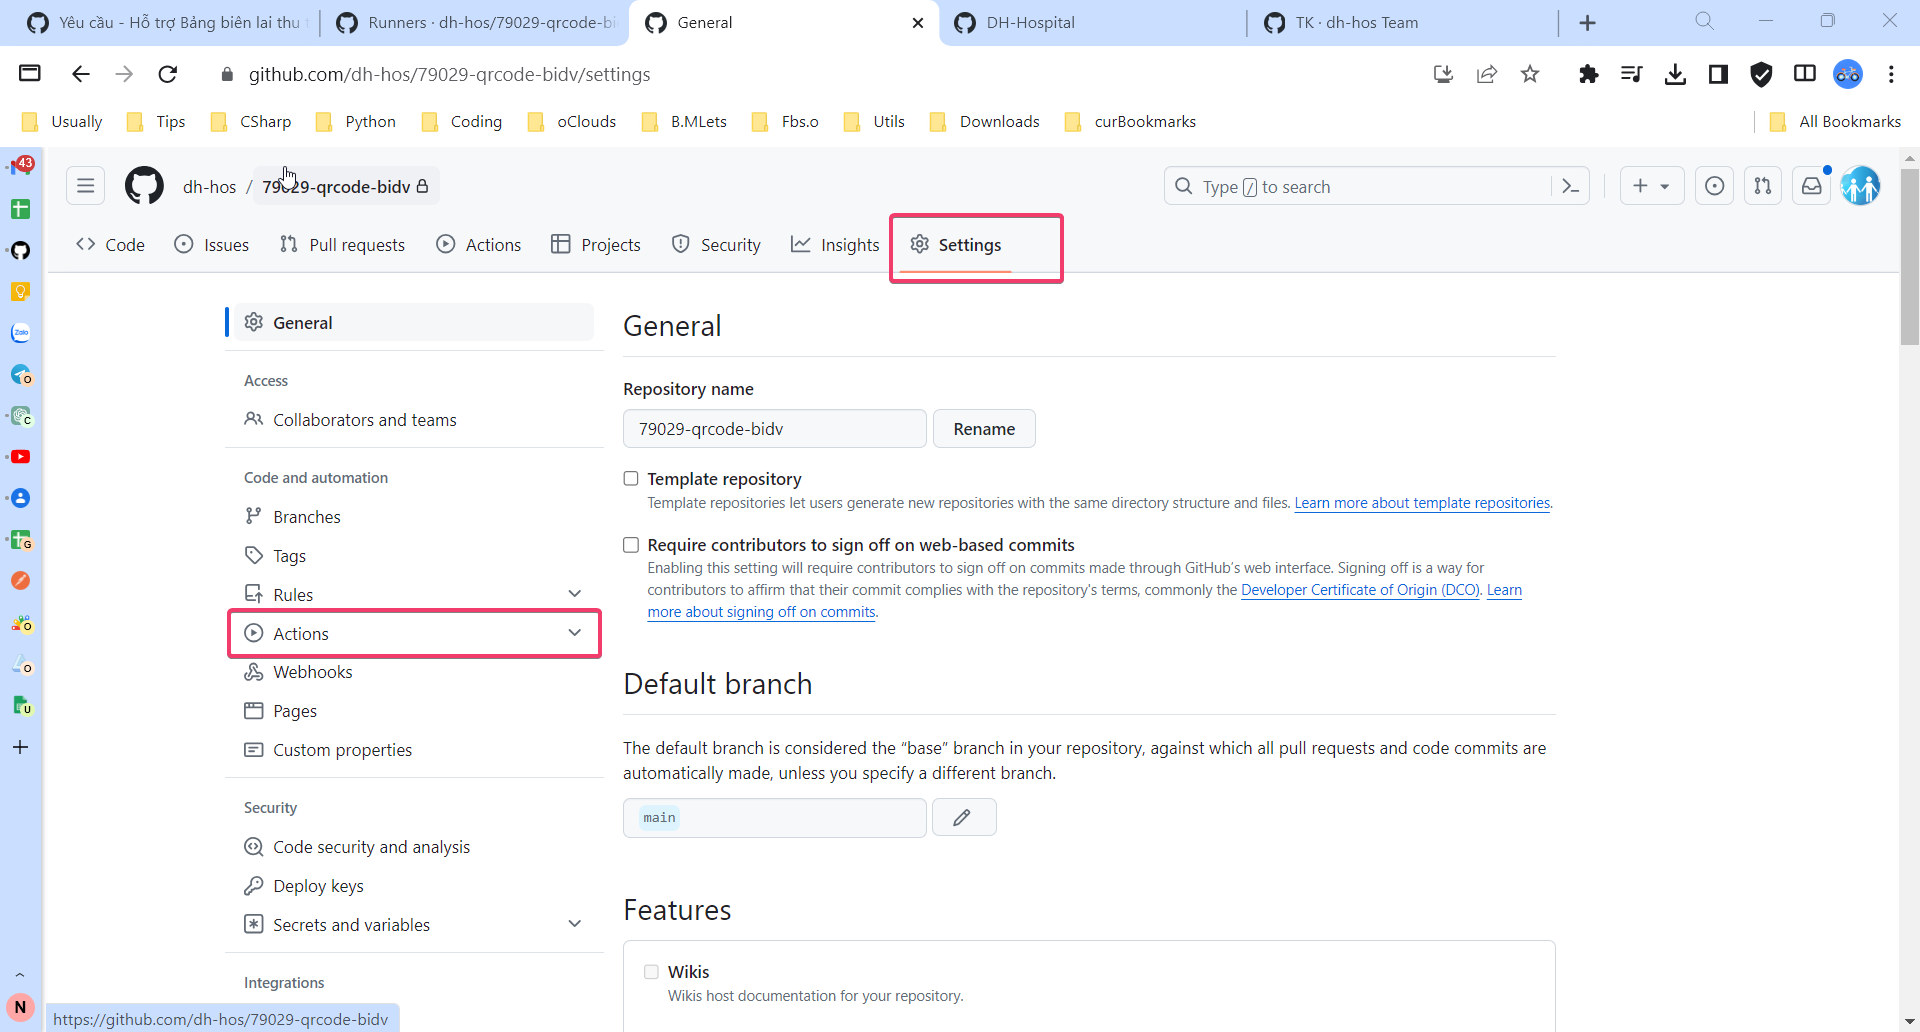 Yêu cầu - Hỗ trợ Bảng biên lai thu t
Runners · dh-hos/79029-qrcode-bi
General
DH-Hospital
TK · dh-hos Team
github.com/dh-hos/79029-qrcode-bidv/settings
Usually
Tips
CSharp
Python
Coding
oClouds
B.MLets
Fbs.o
Utils
Downloads
curBookmarks
All Bookmarks
43
dh-hos / 79029-qrcode-bidv
Type / to search
Code
Issues
Pull requests
Actions
Projects
Security
Insights
Settings
General
Access
Collaborators and teams
Code and automation
Branches
Tags
Rules
Actions
Webhooks
Pages
Custom properties
Security
Code security and analysis
Deploy keys
Secrets and variables
Integrations
General
Repository name
79029-qrcode-bidv
Rename
Template repository
Template repositories let users generate new repositories with the same directory structure and files. Learn more about template repositories.
Require contributors to sign off on web-based commits
Enabling this setting will require contributors to sign off on commits made through GitHub's web interface. Signing off is a way for
contributors to affirm that their commit complies with the repository's terms, commonly the Developer Certificate of Origin (DCO). Learn
more about signing off on commits.
Default branch
The default branch is considered the “base” branch in your repository, against which all pull requests and code commits are
automatically made, unless you specify a different branch.
main
Features
Wikis
Wikis host documentation for your repository.
Zalo
O
C
G
O
O
U
N
https://github.com/dh-hos/79029-qrcode-bidv